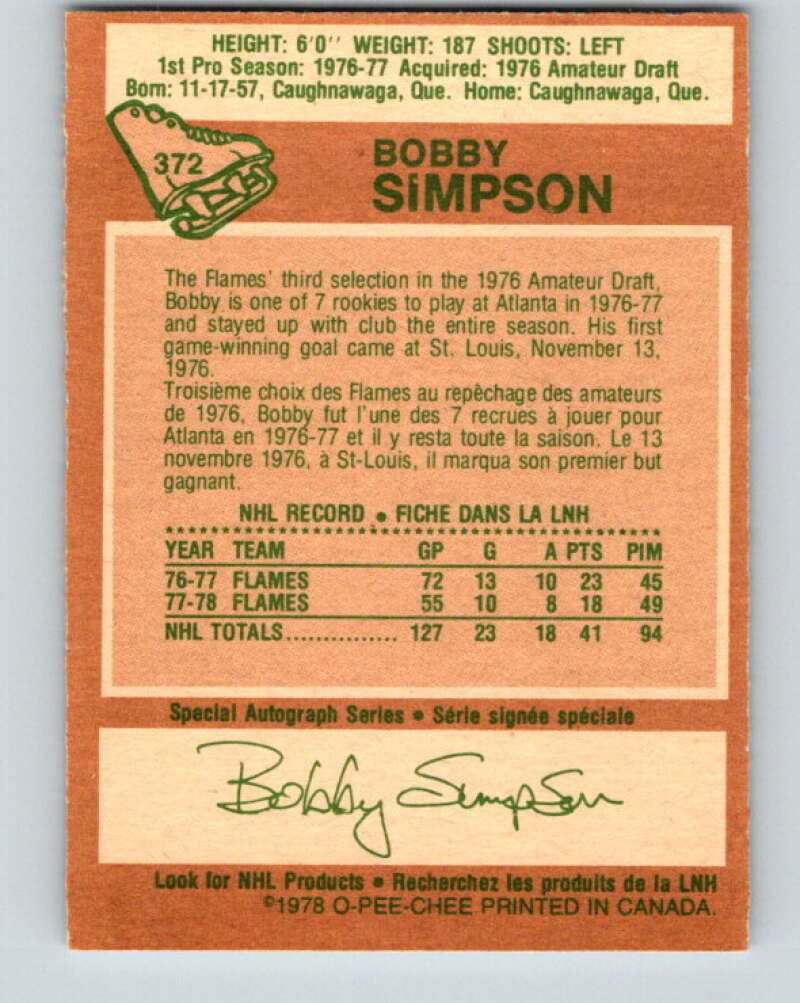 HEIGHT: 6'0'' WEIGHT: 187 SHOOTS: LEFT
1st Pro Season: 1976-77 Acquired: 1976 Amateur Draft
Born: 11-17-57, Caughnawaga, Que. Home: Caughnawaga, Que.
372
BOBBY
SiMPSON
The Flames' third selection in the 1976 Amateur Draft,
Bobby is one of 7 rookies to play at Atlanta in 1976-77
and stayed up with club the entire season. His first
game-winning goal came at St. Louis, November 13,
1976.
Troisième choix des Flames au repêchage des amateurs
de 1976, Bobby fut l'une des 7 recrues à jouer pour
Atlanta en 1976-77 et il y resta toute la saison. Le 13
novembre 1976, à St-Louis, il marqua son premier but
gagnant.
NHL RECORD • FICHE DANS LA LNH
YEAR TEAM GP G A PTS PIM
76-77 FLAMES 72 13 10 23 45
77-78 FLAMES 55 10 8 18 49
NHL TOTALS............... 127 23 18 41 94
Special Autograph Series • Série signée spéciale
Bobby Simpson
Look for NHL Products • Recherchez les produits de la LNH
©1978 O-PEE-CHEE PRINTED IN CANADA.